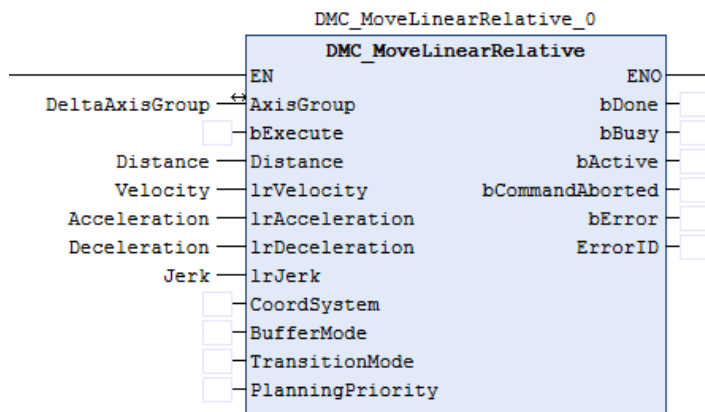 DMC_MoveLinearRelative_0
DMC_MoveLinearRelative
EN ENO
DeltaAxisGroup AxisGroup bDone
bExecute bBusy
Distance Distance bActive
Velocity lrVelocity bCommandAborted
Acceleration lrAcceleration bError
Deceleration lrDeceleration ErrorID
Jerk lrJerk
CoordSystem
BufferMode
TransitionMode
PlanningPriority